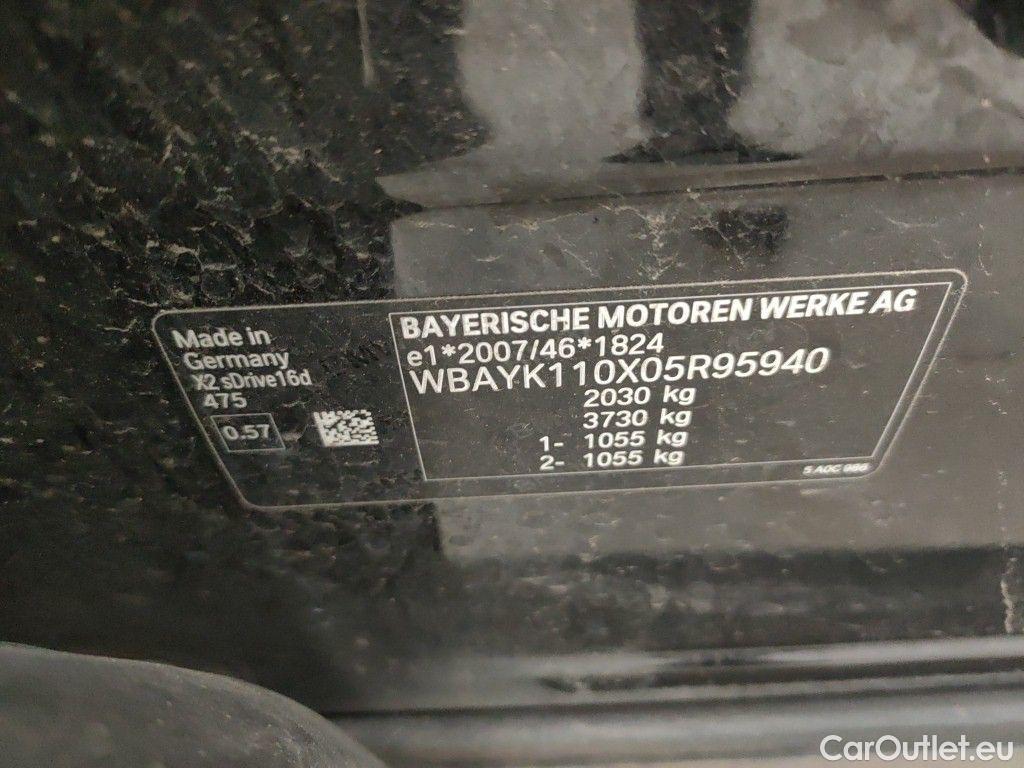 Made in
Germany
X2 sDrive16d
475
0.57
BAYERISCHE MOTOREN WERKE AG
e1*2007/46*1824
WBAYK110X05R95940
2030 kg
3730 kg
1- 1055 kg
2- 1055 kg
5 A0C 986
CarOutlet.eu